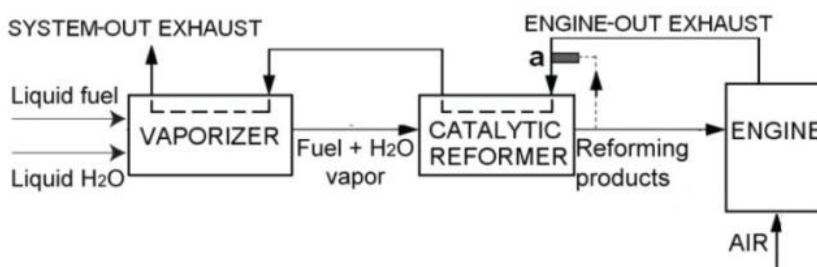 SYSTEM-OUT EXHAUST
ENGINE-OUT EXHAUST
a
Liquid fuel
VAPORIZER
Fuel + H2O
vapor
CATALYTIC
REFORMER
Reforming
products
ENGINE
Liquid H2O
AIR